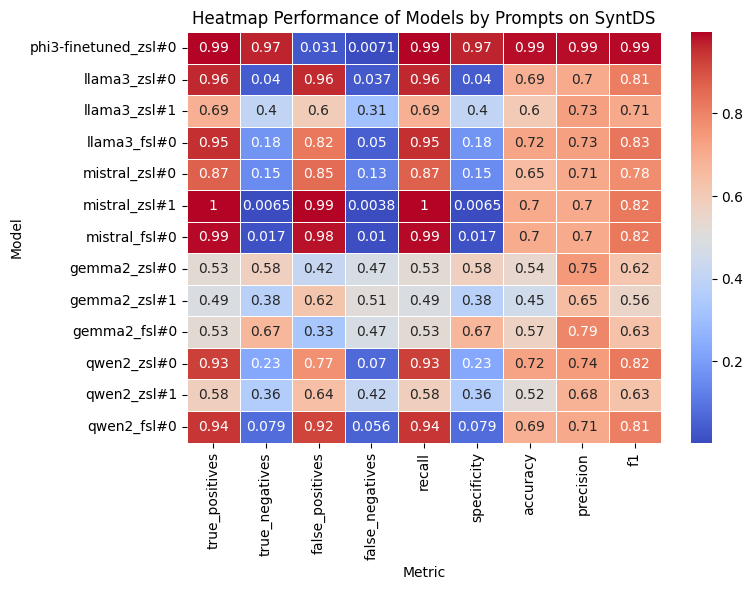 Heatmap Performance of Models by Prompts on SyntDS
phi3-finetuned_zsl#0 0.99 0.97 0.031 0.0071 0.99 0.97 0.99 0.99 0.99
llama3_zsl#0 0.96 0.04 0.96 0.037 0.96 0.04 0.69 0.7 0.81
llama3_zsl#1 0.69 0.4 0.6 0.31 0.69 0.4 0.6 0.73 0.71
llama3_fsl#0 0.95 0.18 0.82 0.05 0.95 0.18 0.72 0.73 0.83
mistral_zsl#0 0.87 0.15 0.85 0.13 0.87 0.15 0.65 0.71 0.78
mistral_zsl#1 1 0.0065 0.99 0.0038 1 0.0065 0.7 0.7 0.82
mistral_fsl#0 0.99 0.017 0.98 0.01 0.99 0.017 0.7 0.7 0.82
gemma2_zsl#0 0.53 0.58 0.42 0.47 0.53 0.58 0.54 0.75 0.62
gemma2_zsl#1 0.49 0.38 0.62 0.51 0.49 0.38 0.45 0.65 0.56
gemma2_fsl#0 0.53 0.67 0.33 0.47 0.53 0.67 0.57 0.79 0.63
qwen2_zsl#0 0.93 0.23 0.77 0.07 0.93 0.23 0.72 0.74 0.82
qwen2_zsl#1 0.58 0.36 0.64 0.42 0.58 0.36 0.52 0.68 0.63
qwen2_fsl#0 0.94 0.079 0.92 0.056 0.94 0.079 0.69 0.71 0.81
true_positives true_negatives false_positives false_negatives recall specificity accuracy precision f1
Metric
Model
0.8
0.6
0.4
0.2